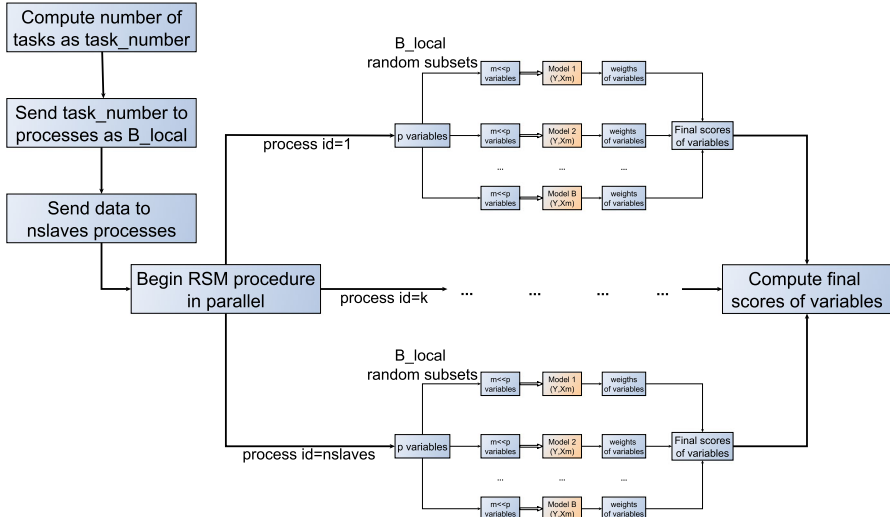 Compute number of
tasks as task_number
Send task_number to
processes as B_local
Send data to
nslaves processes
Begin RSM procedure
in parallel
process id=1
B_local
random subsets
p variables
m<<p
variables
Model 1
(Y,Xm)
weigths
of variables
m<<p
variables
Model 2
(Y,Xm)
weights
of variables
...
...
...
m<<p
variables
Model B
(Y,Xm)
weights
of variables
Final scores
of variables
process id=k
...
...
...
...
Compute final
scores of variables
process id=nslaves
B_local
random subsets
p variables
m<<p
variables
Model 1
(Y,Xm)
weigths
of variables
m<<p
variables
Model 2
(Y,Xm)
weights
of variables
...
...
...
m<<p
variables
Model B
(Y,Xm)
weights
of variables
Final scores
of variables